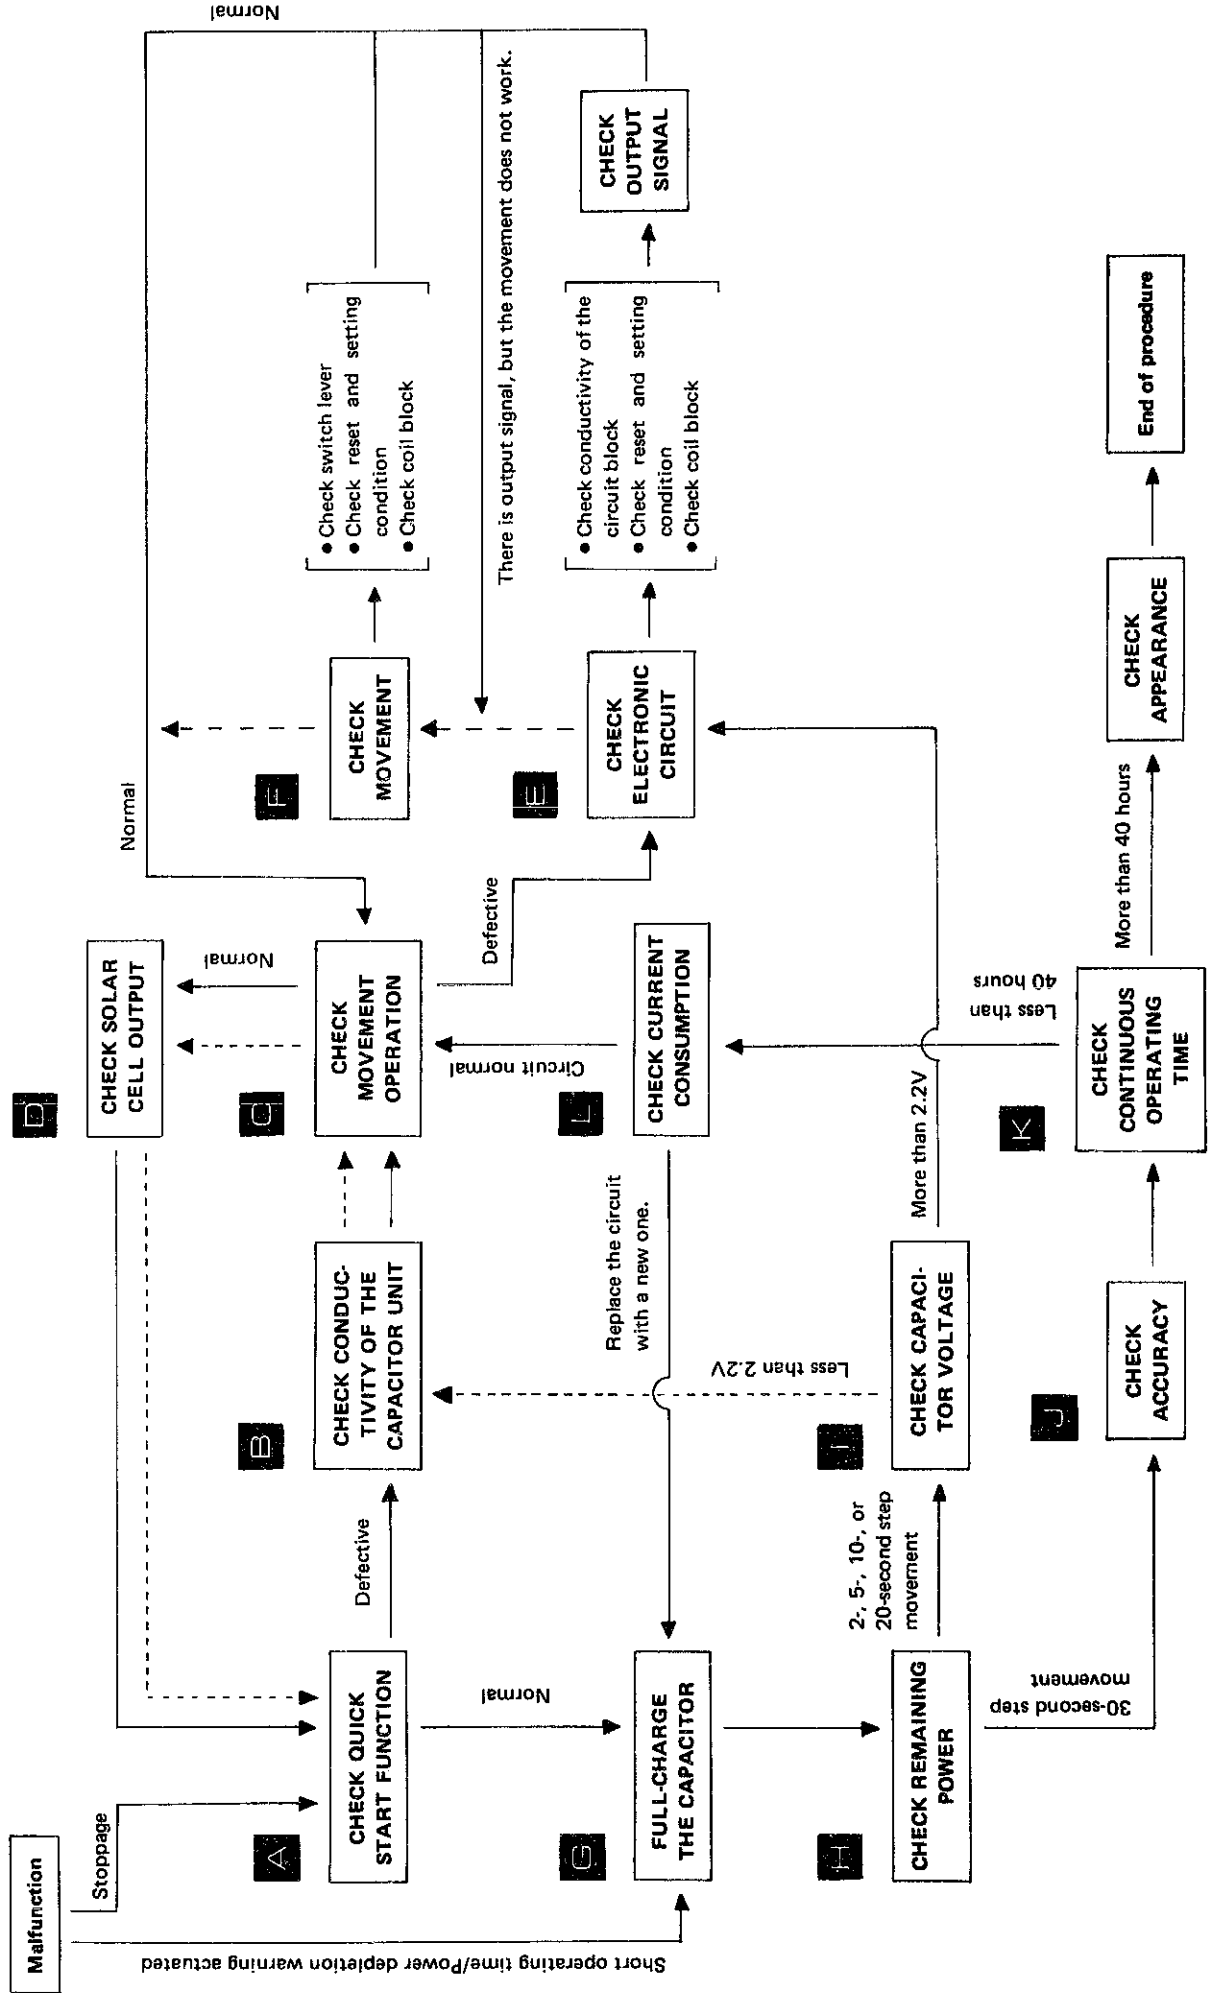 Malfunction
Stoppage
Short operating time/Power depletion warning actuated
A
CHECK QUICK
START FUNCTION
Defective
Normal
B
CHECK CONDUC-
TIVITY OF THE
CAPACITOR UNIT
C
CHECK
MOVEMENT
OPERATION
Normal
Defective
D
CHECK SOLAR
CELL OUTPUT
Normal
Normal
F
CHECK
MOVEMENT
● Check switch lever
● Check reset and setting
condition
● Check coil block
There is output signal, but the movement does not work.
E
CHECK
ELECTRONIC
CIRCUIT
● Check conductivity of the
circuit block
● Check reset and setting
condition
● Check coil block
CHECK
OUTPUT
SIGNAL
G
FULL-CHARGE
THE CAPACITOR
Replace the circuit
with a new one.
L
CHECK CURRENT
CONSUMPTION
Circuit normal
H
CHECK REMAINING
POWER
2-, 5-, 10-, or
20-second step
movement
30-second step
movement
I
CHECK CAPACI-
TOR VOLTAGE
Less than 2.2V
More than 2.2V
J
CHECK
ACCURACY
K
CHECK
CONTINUOUS
OPERATING
TIME
Less than
40 hours
More than 40 hours
CHECK
APPEARANCE
End of procedure